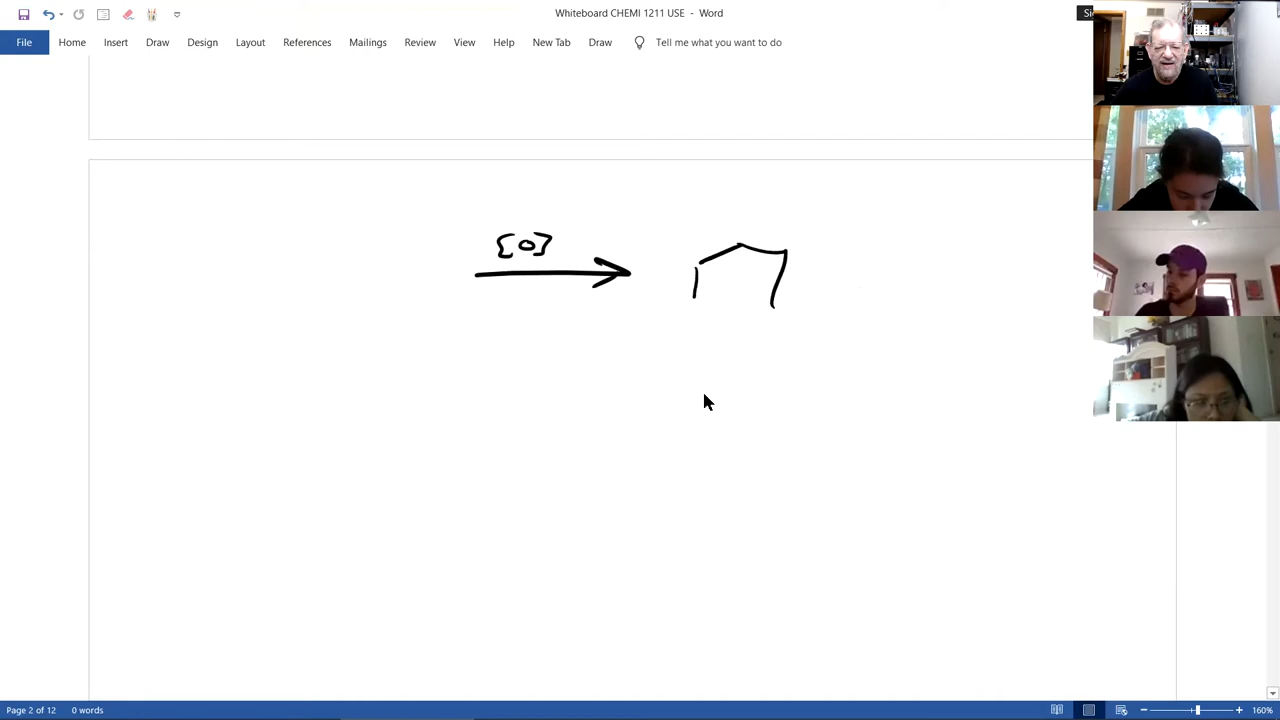 Whiteboard CHEMI 1211 USE - Word
File Home Insert Draw Design Layout References Mailings Review View Help New Tab Draw Tell me what you want to do
{O}
Page 2 of 12 0 words
160%